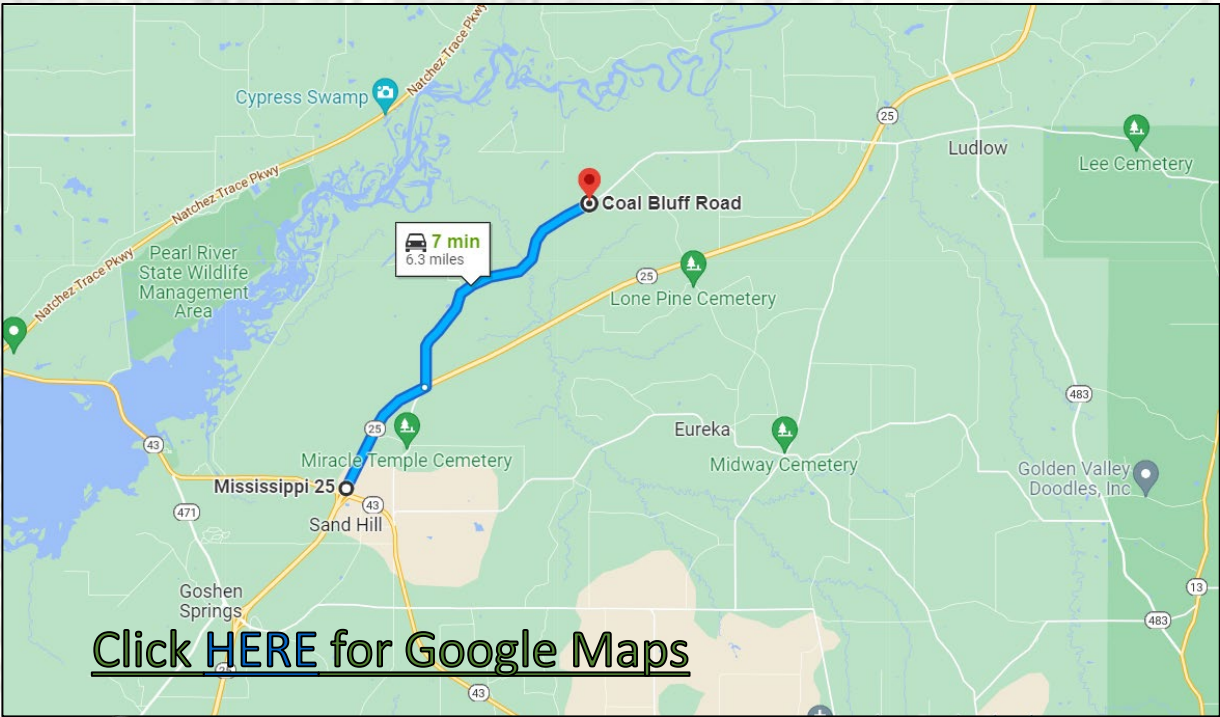 Natchez Trace Pkwy
Cypress Swamp
25
Ludlow
Lee Cemetery
Natchez Trace Pkwy
Coal Bluff Road
7 min
6.3 miles
Pearl River
State Wildlife
Management
Area
Natchez Trace Pkwy
25
Lone Pine Cemetery
483
43
25
Miracle Temple Cemetery
Eureka
Midway Cemetery
Golden Valley
Doodles, Inc
Mississippi 25
43
471
Sand Hill
Goshen
Springs
13
483
Click HERE for Google Maps
25
43